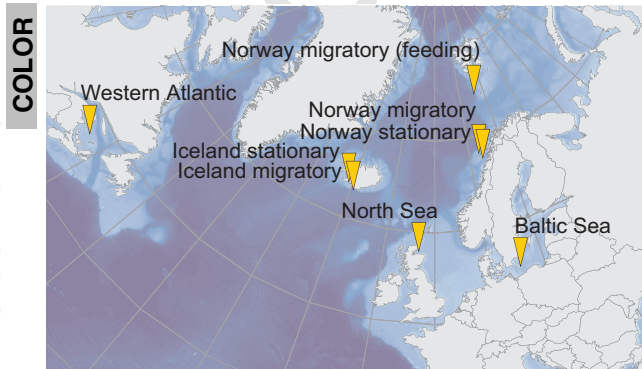 COLOR
Norway migratory (feeding)
Western Atlantic
Norway migratory
Norway stationary
Iceland stationary
Iceland migratory
North Sea
Baltic Sea